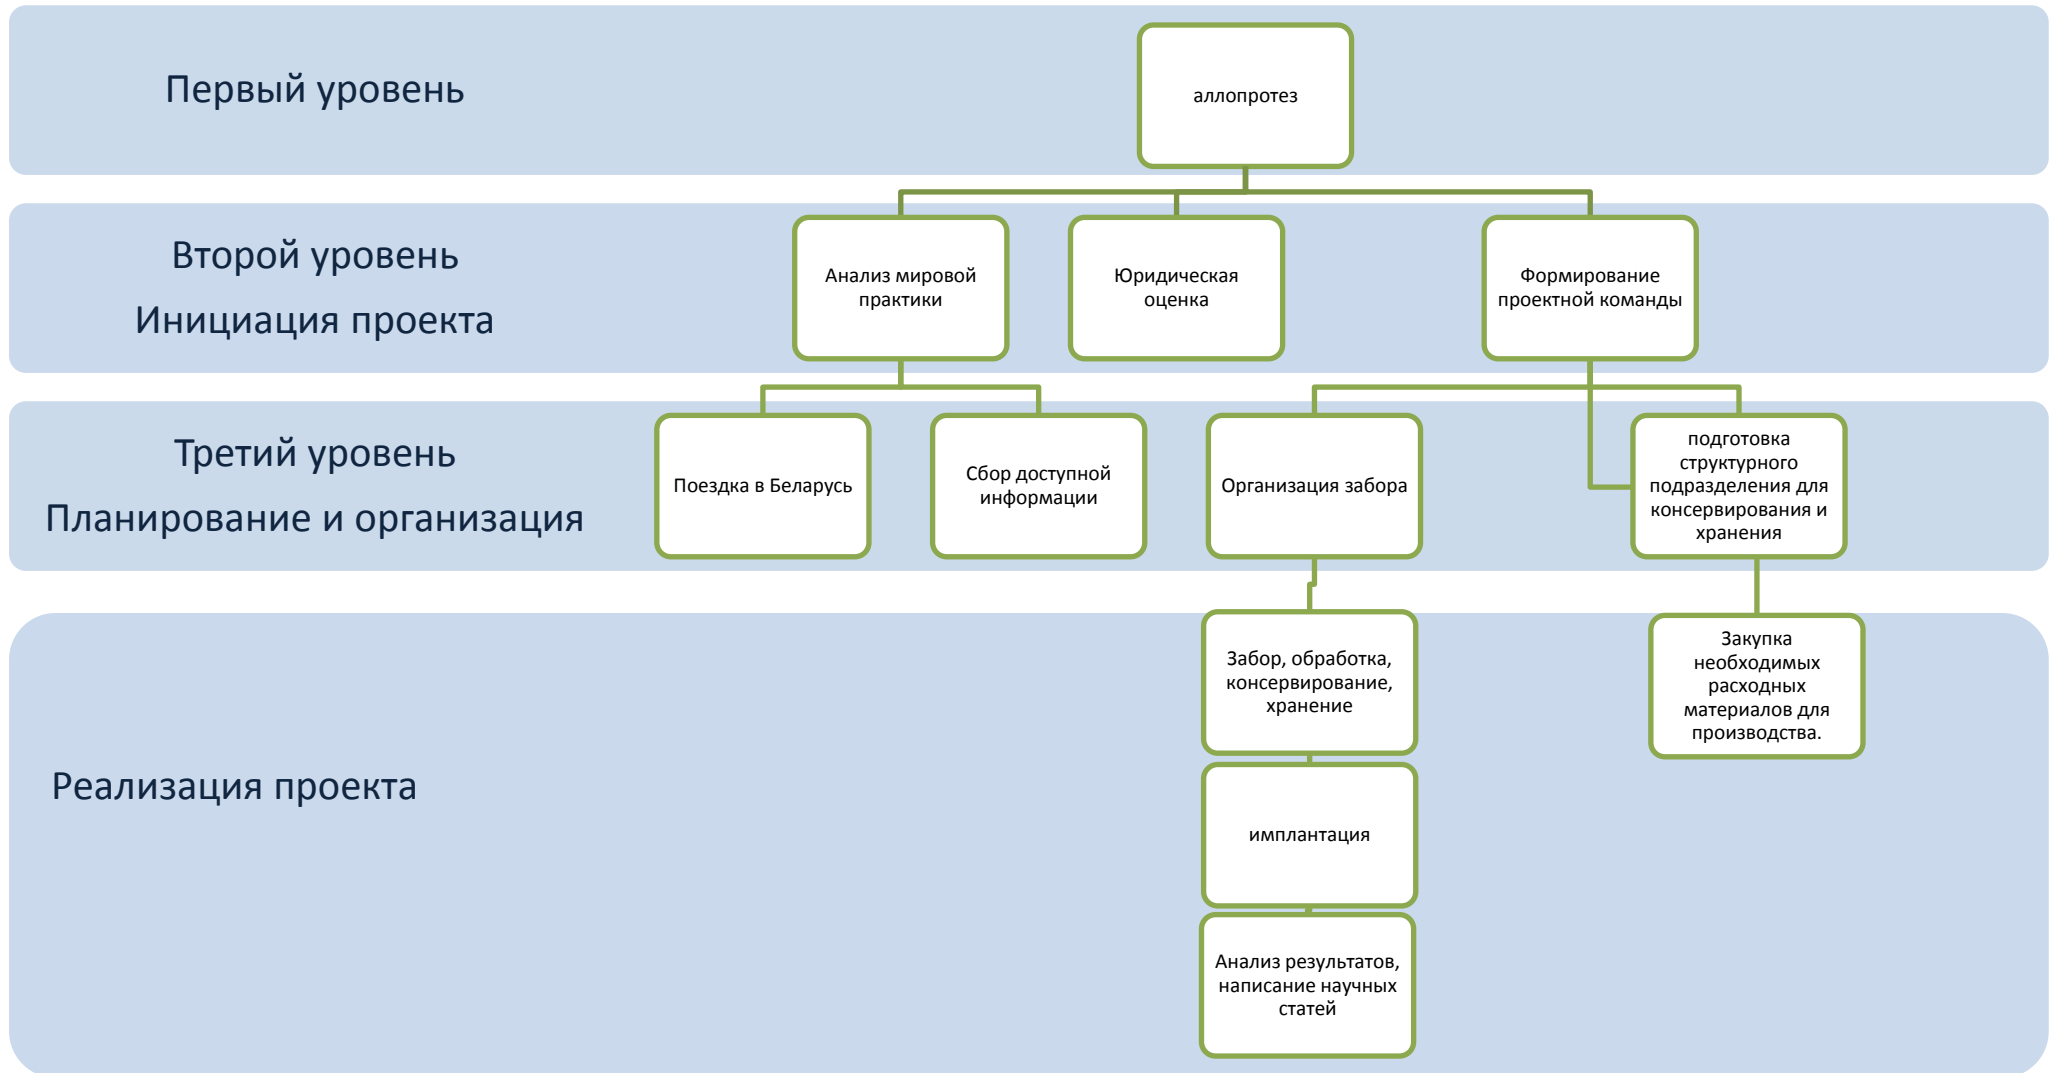 Первый уровень
аллопротез
Второй уровень
Инициация проекта
Анализ мировой
практики
Юридическая
оценка
Формирование
проектной команды
Третий уровень
Планирование и организация
Поездка в Беларусь
Сбор доступной
информации
Организация забора
подготовка
структурного
подразделения для
консервирования и
хранения
Реализация проекта
Забор, обработка,
консервирование,
хранение
Закупка
необходимых
расходных
материалов для
производства.
имплантация
Анализ результатов,
написание научных
статей